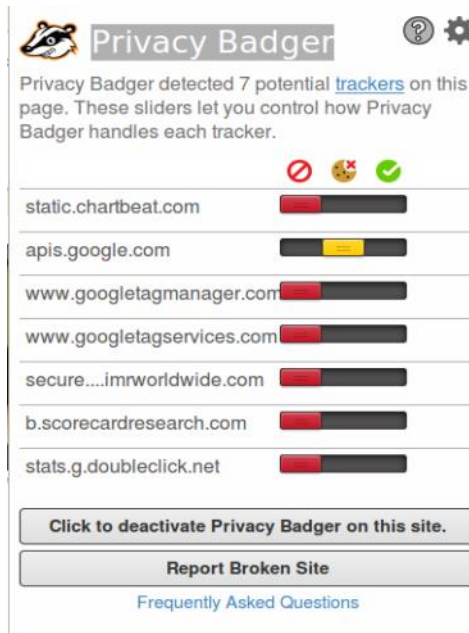 Privacy Badger
Privacy Badger detected 7 potential trackers on this
page. These sliders let you control how Privacy
Badger handles each tracker.
static.chartbeat.com
apis.google.com
www.googletagmanager.com
www.googletagservices.com
secure....imrworldwide.com
b.scorecardresearch.com
stats.g.doubleclick.net
Click to deactivate Privacy Badger on this site.
Report Broken Site
Frequently Asked Questions